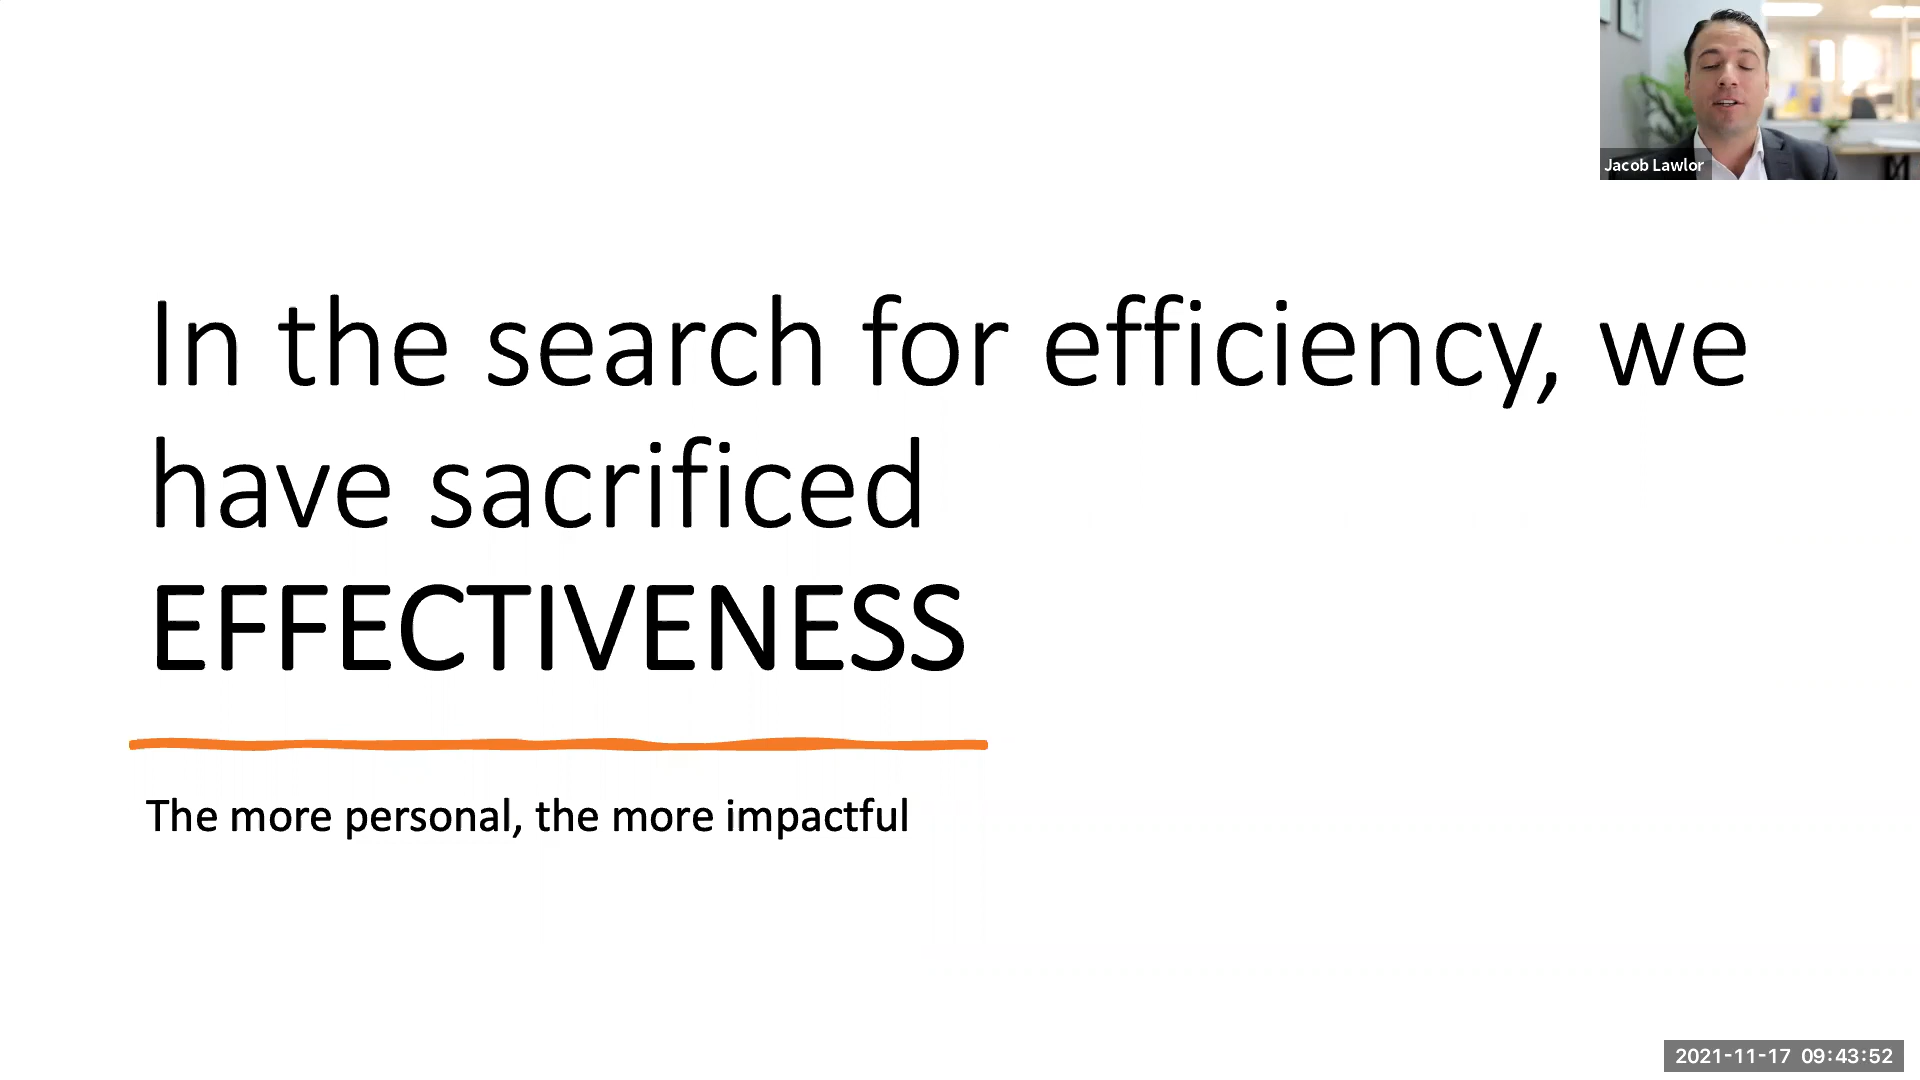 Jacob Lawlor
In the search for efficiency, we
have sacrificed
EFFECTIVENESS
The more personal, the more impactful
2021-11-17 09:43:52